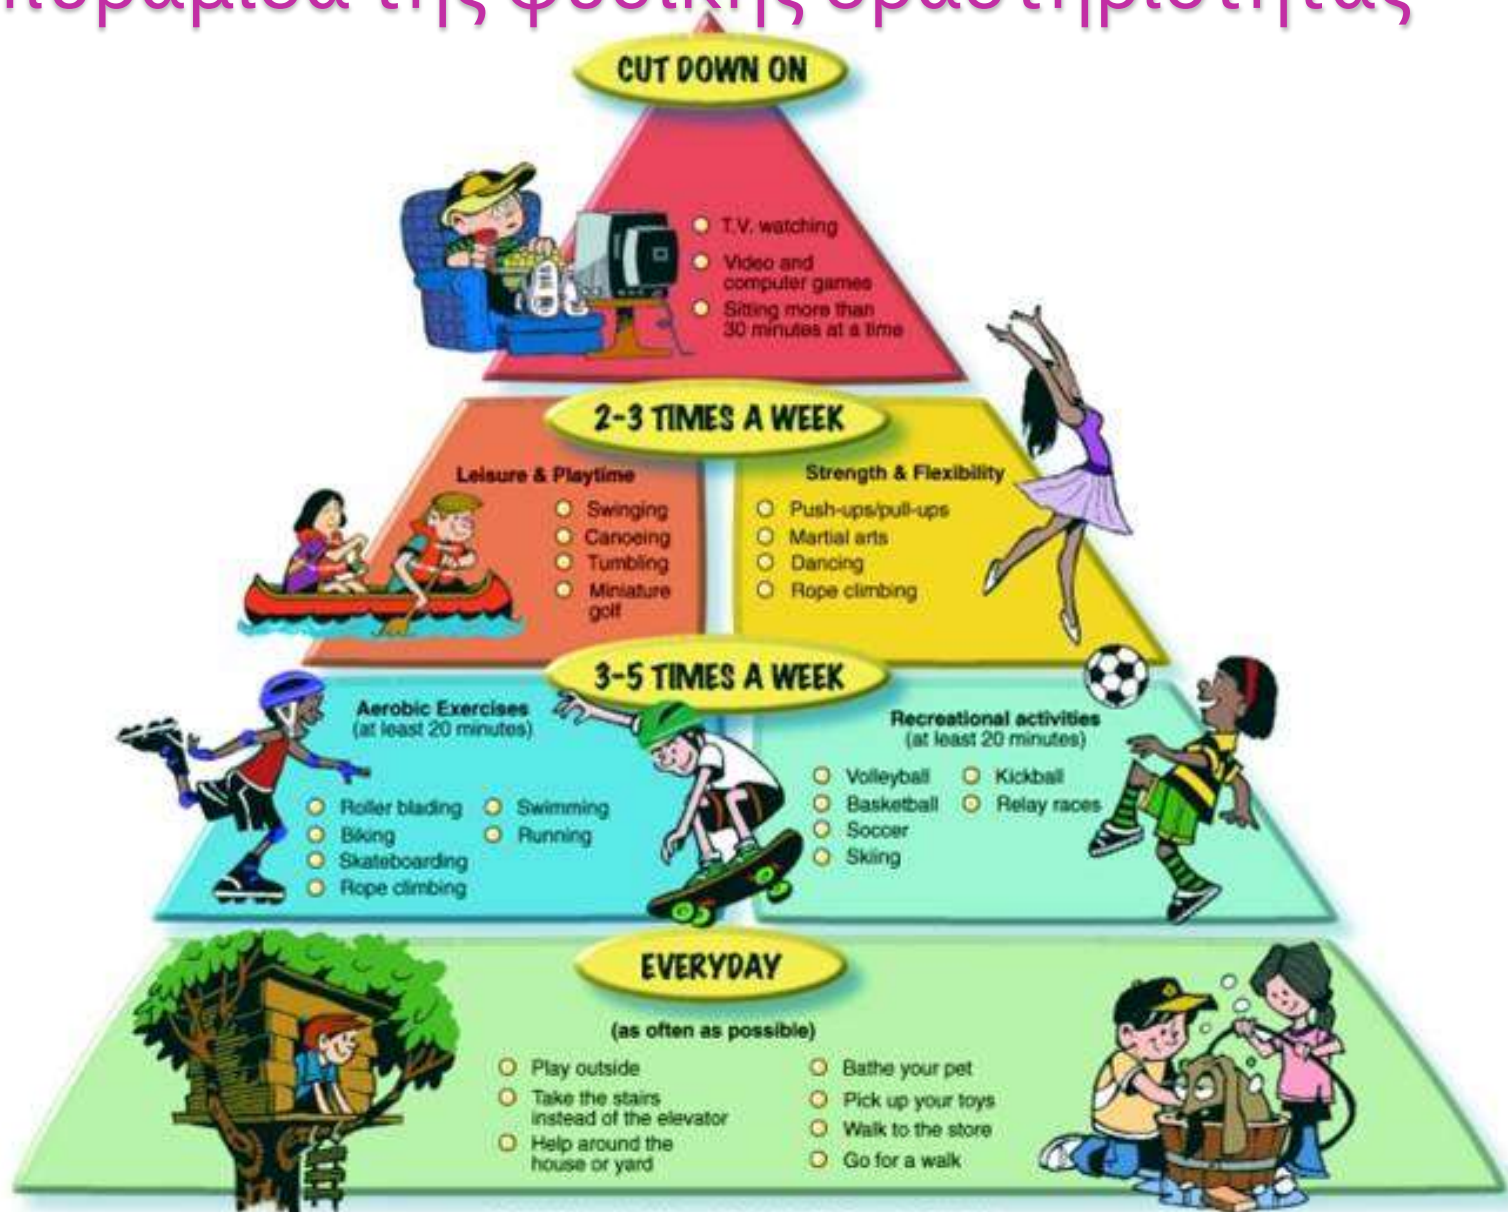 πυραμίδα της φυσικής δραστηριότητας
CUT DOWN ON
T.V. watching
Video and
computer games
Sitting more than
30 minutes at a time
2-3 TIMES A WEEK
Leisure & Playtime
Swinging
Canoeing
Tumbling
Miniature
golf
Strength & Flexibility
Push-ups/pull-ups
Martial arts
Dancing
Rope climbing
3-5 TIMES A WEEK
Aerobic Exercises
(at least 20 minutes)
Roller blading
Biking
Skateboarding
Rope climbing
Swimming
Running
Recreational activities
(at least 20 minutes)
Volleyball
Basketball
Soccer
Skiing
Kickball
Relay races
EVERYDAY
(as often as possible)
Play outside
Take the stairs
instead of the elevator
Help around the
house or yard
Bathe your pet
Pick up your toys
Walk to the store
Go for a walk